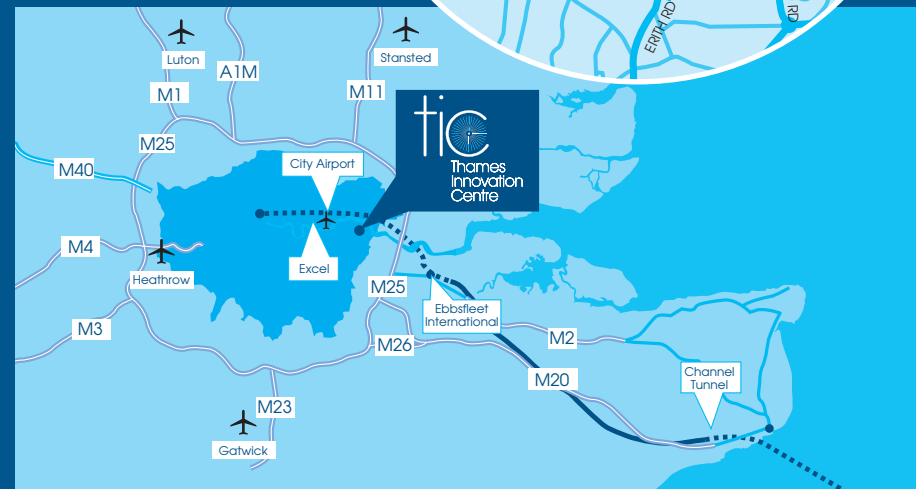 ERITH RD
RD
Luton
Stansted
A1M
M1
M11
tic
Thames
Innovation
Centre
M25
City Airport
M40
M4
Heathrow
Excel
M25
Ebbsfleet
International
M3
M26
M2
Channel
Tunnel
M20
M23
Gatwick